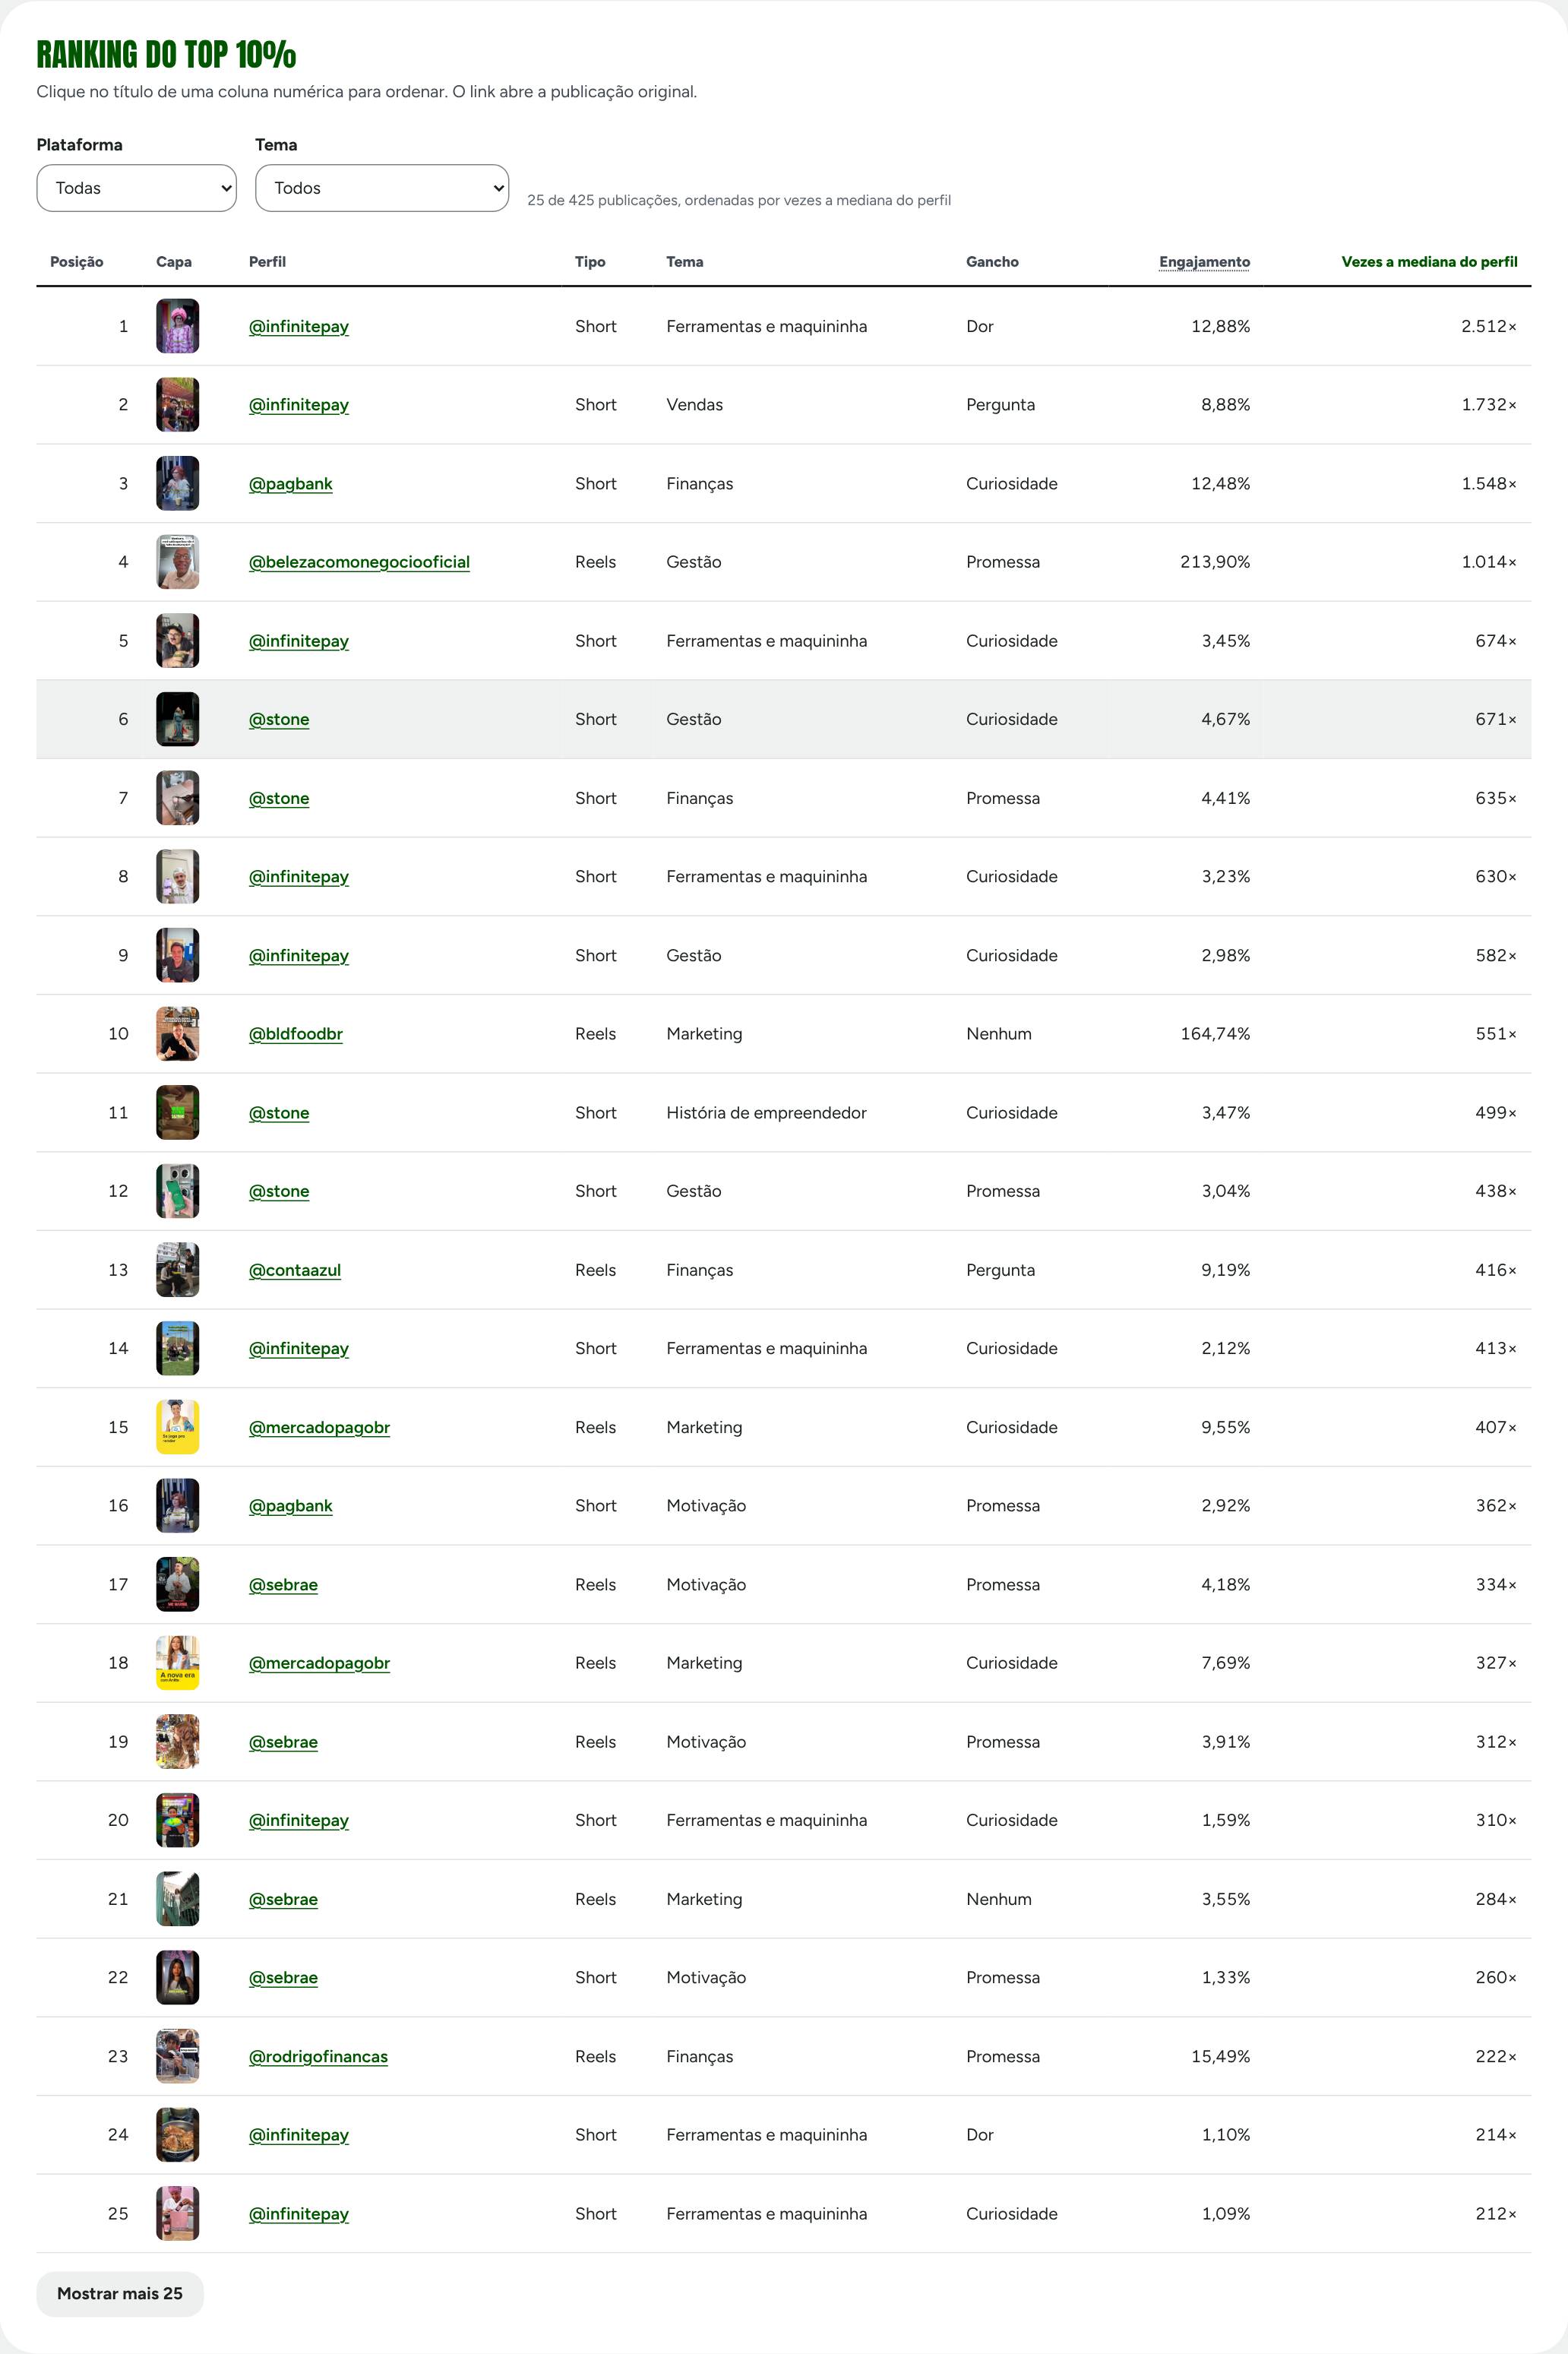 RANKING DO TOP 10%
Clique no título de uma coluna numérica para ordenar. O link abre a publicação original.
Plataforma Tema
Todas Todos 25 de 425 publicações, ordenadas por vezes a mediana do perfil
Posição Capa Perfil Tipo Tema Gancho Engajamento Vezes a mediana do perfil
1 @infinitepay Short Ferramentas e maquininha Dor 12,88% 2.512×
2 @infinitepay Short Vendas Pergunta 8,88% 1.732×
3 @pagbank Short Finanças Curiosidade 12,48% 1.548×
4 @belezacomonegociooficial Reels Gestão Promessa 213,90% 1.014×
5 @infinitepay Short Ferramentas e maquininha Curiosidade 3,45% 674×
6 @stone Short Gestão Curiosidade 4,67% 671×
7 @stone Short Finanças Promessa 4,41% 635×
8 @infinitepay Short Ferramentas e maquininha Curiosidade 3,23% 630×
9 @infinitepay Short Gestão Curiosidade 2,98% 582×
10 @bldfoodbr Reels Marketing Nenhum 164,74% 551×
11 @stone Short História de empreendedor Curiosidade 3,47% 499×
12 @stone Short Gestão Promessa 3,04% 438×
13 @contaazul Reels Finanças Pergunta 9,19% 416×
14 @infinitepay Short Ferramentas e maquininha Curiosidade 2,12% 413×
15 @mercadopagobr Reels Marketing Curiosidade 9,55% 407×
16 @pagbank Short Motivação Promessa 2,92% 362×
17 @sebrae Reels Motivação Promessa 4,18% 334×
18 A nova era @mercadopagobr Reels Marketing Curiosidade 7,69% 327×
19 @sebrae Reels Motivação Promessa 3,91% 312×
20 @infinitepay Short Ferramentas e maquininha Curiosidade 1,59% 310×
21 @sebrae Reels Marketing Nenhum 3,55% 284×
22 @sebrae Short Motivação Promessa 1,33% 260×
23 @rodrigofinancas Reels Finanças Promessa 15,49% 222×
24 @infinitepay Short Ferramentas e maquininha Dor 1,10% 214×
25 @infinitepay Short Ferramentas e maquininha Curiosidade 1,09% 212×
Mostrar mais 25